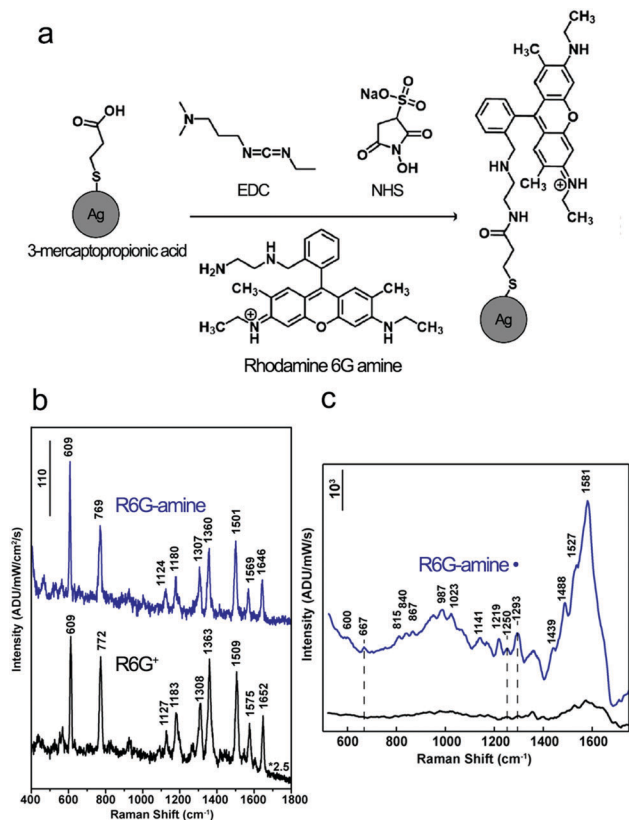 a
OH
O
S
Ag
3-mercaptopropionic acid
N
N=C=N
EDC
NaO
O
S
O
O
N
O
OH
NHS
H2N
H
N
CH3
CH3
CH3
N
H
O
N
H
CH3
Rhodamine 6G amine
CH3
H3C
NH
O
NH
CH3
NH
CH3
NH
O
S
Ag
b
110
609
769
R6G-amine
1124
1180
1307
1360
1501
1569
1646
609
772
R6G+
1127
1183
1308
1363
1509
1575
1652
*2.5
Intensity (ADU/mW/cm2/s)
400 600 800 1000 1200 1400 1600 1800
Raman Shift (cm-1)
c
10³
R6G-amine •
600
667
815
840
867
987
1023
1141
1219
1250
1293
1439
1488
1527
1581
Intensity (ADU/mW/s)
600 800 1000 1200 1400 1600
Raman Shift (cm-1)